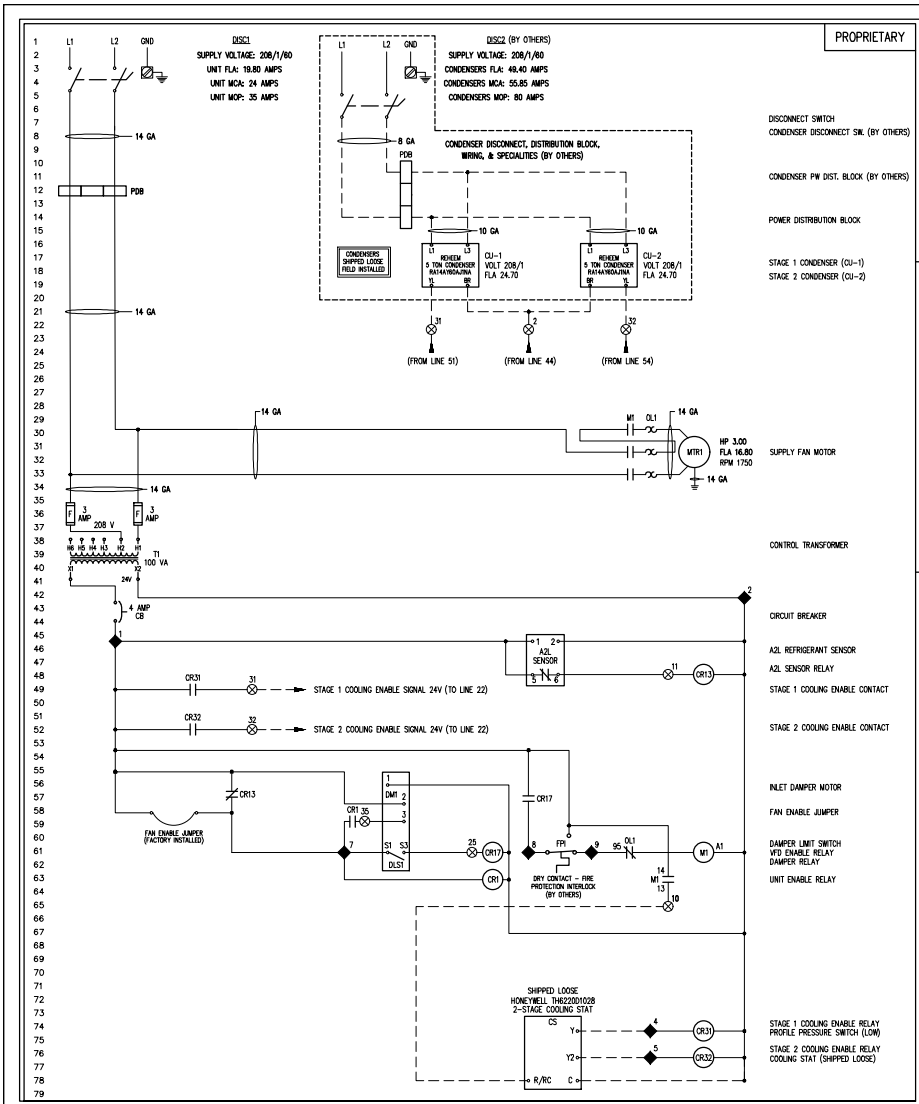 PROPRIETARY
1 L1 L2 GND DISC1 L1 L2 GND DISC2 (BY OTHERS)
2 SUPPLY VOLTAGE: 208/1/60 SUPPLY VOLTAGE: 208/1/60
3 UNIT FLA: 19.80 AMPS CONDENSERS FLA: 49.40 AMPS
4 UNIT MCA: 24 AMPS CONDENSERS MCA: 55.85 AMPS
5 UNIT MOP: 35 AMPS CONDENSERS MOP: 80 AMPS
6
7 DISCONNECT SWITCH
8 14 GA 8 GA CONDENSER DISCONNECT, DISTRIBUTION BLOCK, CONDENSER DISCONNECT SW. (BY OTHERS)
9 WIRING, & SPECIALITIES (BY OTHERS)
10 PDB
11 CONDENSER PW DIST. BLOCK (BY OTHERS)
12 PDB
13
14 POWER DISTRIBUTION BLOCK
15 10 GA 10 GA
16 L1 L3 L1 L3
17 CONDENSERS REHEEM CU-1 REHEEM CU-2 STAGE 1 CONDENSER (CU-1)
SHIPPED LOOSE 5 TON CONDENSER VOLT 208/1 5 TON CONDENSER VOLT 208/1
18 FIELD INSTALLED RA14AY60AJ1NA FLA 24.70 RA14AY60AJ1NA FLA 24.70 STAGE 2 CONDENSER (CU-2)
19 YL BR BR YL
20
21 14 GA
22 31 2 32
23
24 (FROM LINE 51) (FROM LINE 44) (FROM LINE 54)
25
26
27
28
29 14 GA M1 OL1 14 GA
30
31 HP 3.00
32 MTR1 FLA 16.80 SUPPLY FAN MOTOR
33 RPM 1750
34 14 GA 14 GA
35
36 F 3 AMP F 3 AMP
37 208 V
38 H6 H5 H4 H3 H2 H1 CONTROL TRANSFORMER
39 T1
40 X1 X2 100 VA
41 24V
42 2
43 4 AMP CIRCUIT BREAKER
44 CB
45 1 1 2
46 A2L A2L REFRIGERANT SENSOR
47 SENSOR A2L SENSOR RELAY
48 CR31 31 5 6 11 CR13
49 STAGE 1 COOLING ENABLE SIGNAL 24V (TO LINE 22) STAGE 1 COOLING ENABLE CONTACT
50
51 CR32 32
52 STAGE 2 COOLING ENABLE SIGNAL 24V (TO LINE 22) STAGE 2 COOLING ENABLE CONTACT
53
54
55
56 1 INLET DAMPER MOTOR
57 CR13 DM1 2 CR17
58 CR1 35 FAN ENABLE JUMPER
59 FAN ENABLE JUMPER 3
60 (FACTORY INSTALLED) 7 S1 S3 25 8 FPI 9 95 OL1 DAMPER LIMIT SWITCH
61 CR17 M1 A1 VFD ENABLE RELAY
62 DLS1 DRY CONTACT - FIRE 14 DAMPER RELAY
63 CR1 PROTECTION INTERLOCK M1 UNIT ENABLE RELAY
64 (BY OTHERS) 13
65 10
66
67
68
69
70
71 SHIPPED LOOSE
72 HONEYWELL TH6220D1028
73 2-STAGE COOLING STAT
74 CS Y 4 CR31 STAGE 1 COOLING ENABLE RELAY
75 PROFILE PRESSURE SWITCH (LOW)
76 Y2 5 CR32 STAGE 2 COOLING ENABLE RELAY
77 COOLING STAT (SHIPPED LOOSE)
78 R/RC C
79